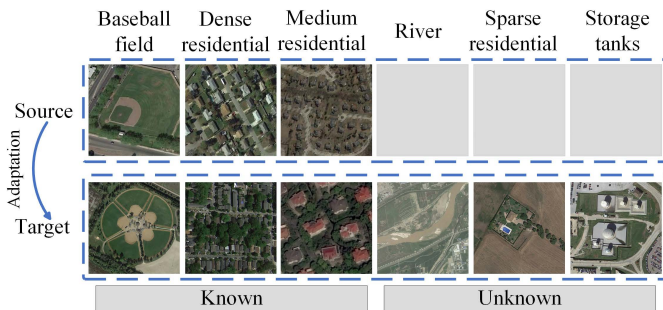 Baseball field
Dense residential
Medium residential
River
Sparse residential
Storage tanks
Source
Adaptation
Target
Known
Unknown